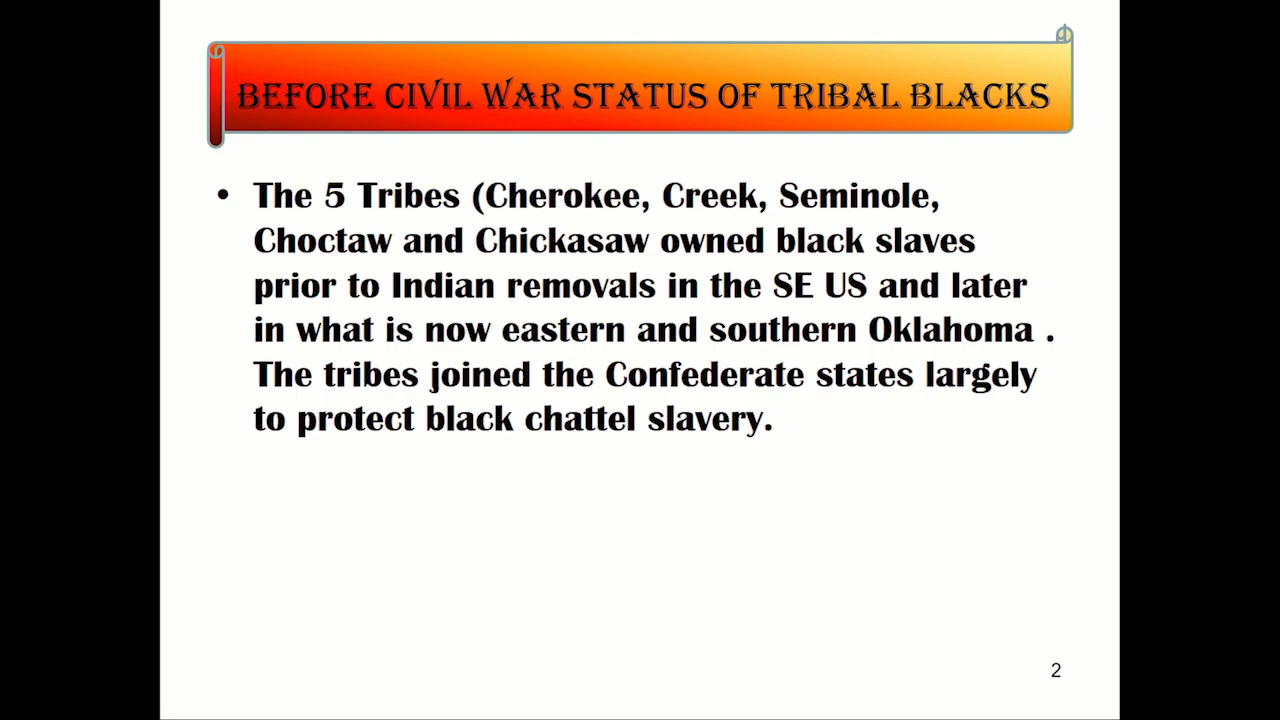 BEFORE CIVIL WAR STATUS OF TRIBAL BLACKS
• The 5 Tribes (Cherokee, Creek, Seminole,
Choctaw and Chickasaw owned black slaves
prior to Indian removals in the SE US and later
in what is now eastern and southern Oklahoma .
The tribes joined the Confederate states largely
to protect black chattel slavery.
2